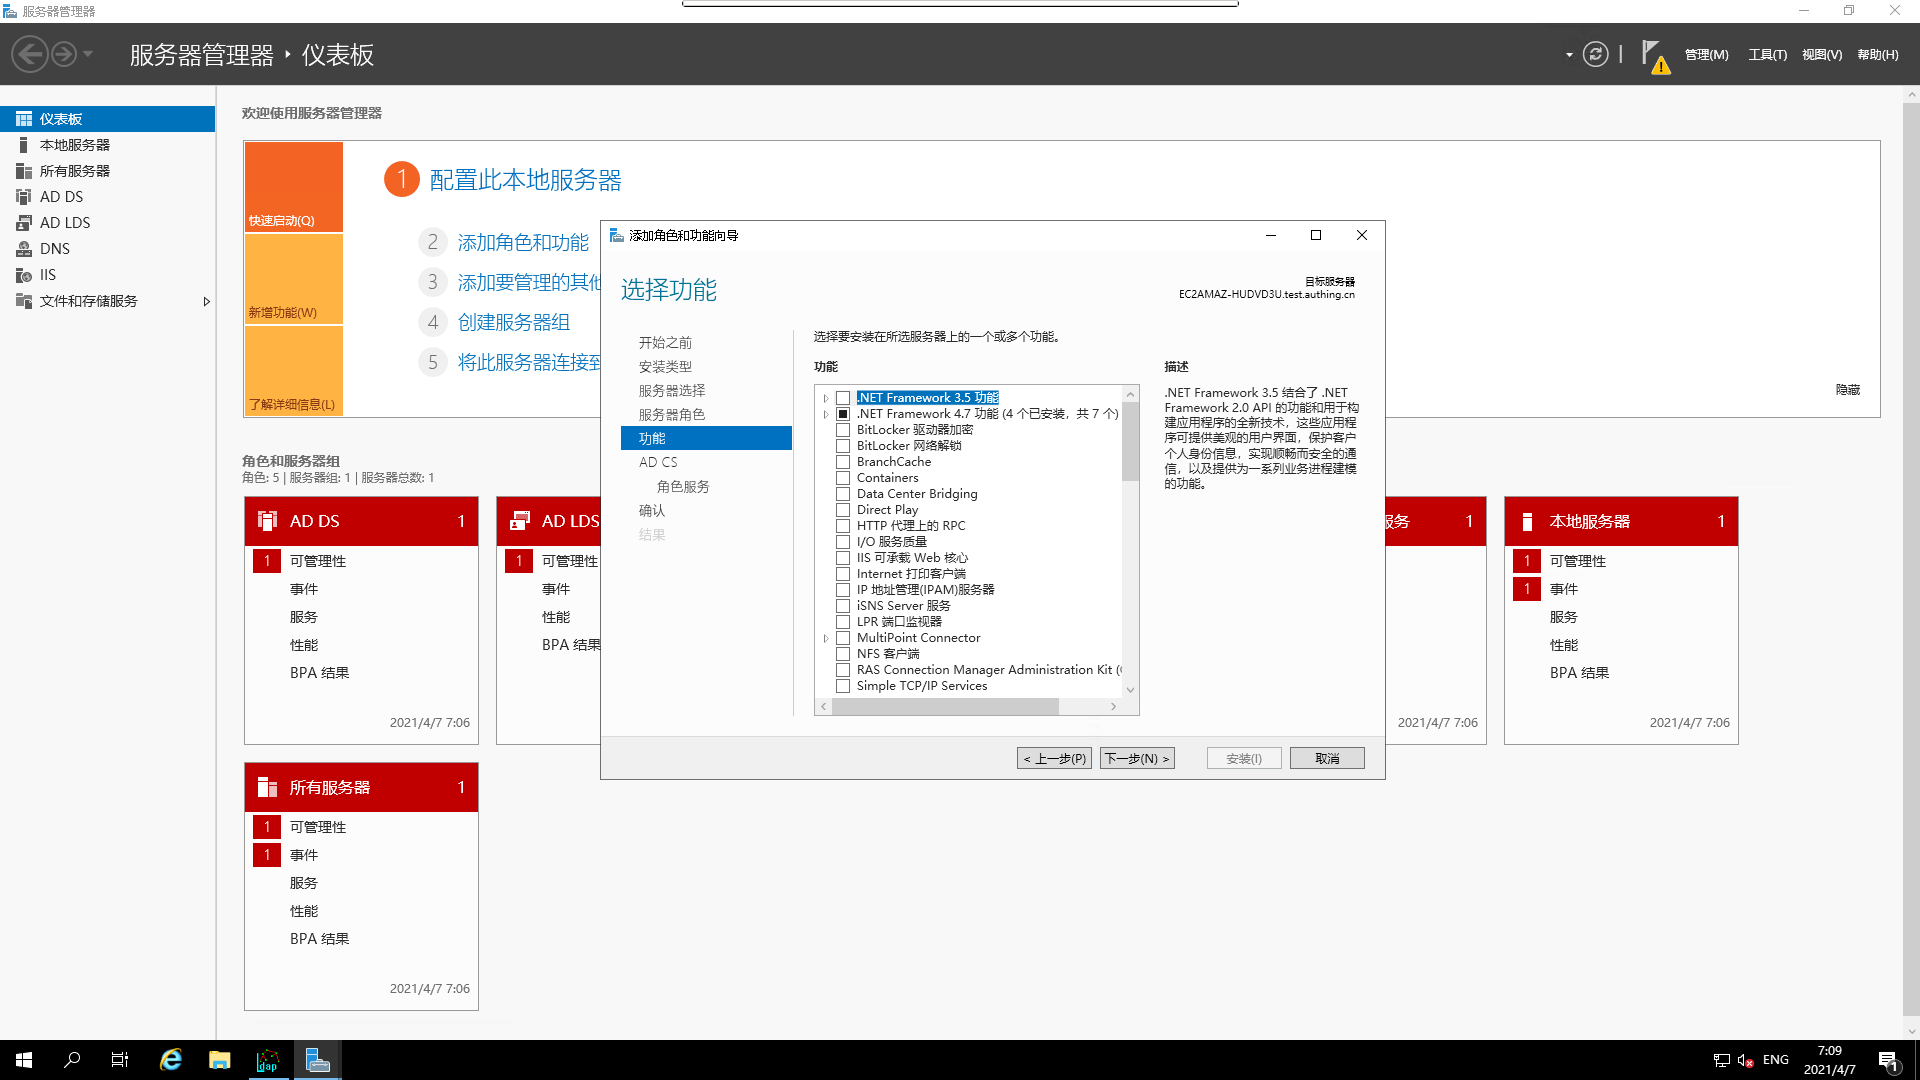 服务器管理器
服务器管理器 ‣ 仪表板
管理(M)
工具(T)
视图(V)
帮助(H)
仪表板
本地服务器
所有服务器
AD DS
AD LDS
DNS
IIS
文件和存储服务
欢迎使用服务器管理器
快速启动(Q)
新增功能(W)
了解详细信息(L)
1 配置此本地服务器
2 添加角色和功能
3 添加要管理的其他
4 创建服务器组
5 将此服务器连接到
隐藏
角色和服务器组
角色: 5 | 服务器组: 1 | 服务器总数: 1
AD DS 1
1 可管理性
事件
服务
性能
BPA 结果
2021/4/7 7:06
AD LDS
1 可管理性
事件
性能
BPA 结果
服务 1
2021/4/7 7:06
本地服务器 1
1 可管理性
1 事件
服务
性能
BPA 结果
2021/4/7 7:06
所有服务器 1
1 可管理性
1 事件
服务
性能
BPA 结果
2021/4/7 7:06
添加角色和功能向导
选择功能
目标服务器
EC2AMAZ-HUDVD3U.test.authing.cn
开始之前
安装类型
服务器选择
服务器角色
功能
AD CS
角色服务
确认
结果
选择要安装在所选服务器上的一个或多个功能。
功能
.NET Framework 3.5 功能
.NET Framework 4.7 功能 (4 个已安装，共 7 个)
BitLocker 驱动器加密
BitLocker 网络解锁
BranchCache
Containers
Data Center Bridging
Direct Play
HTTP 代理上的 RPC
I/O 服务质量
IIS 可承载 Web 核心
Internet 打印客户端
IP 地址管理(IPAM)服务器
iSNS Server 服务
LPR 端口监视器
MultiPoint Connector
NFS 客户端
RAS Connection Manager Administration Kit (
Simple TCP/IP Services
描述
.NET Framework 3.5 结合了 .NET
Framework 2.0 API 的功能和用于构
建应用程序的全新技术，这些应用程
序可提供美观的用户界面，保护客户
个人身份信息，实现顺畅而安全的通
信，以及提供为一系列业务进程建模
的功能。
< 上一步(P)
下一步(N) >
安装(I)
取消
ldap
ENG
7:09
2021/4/7
1